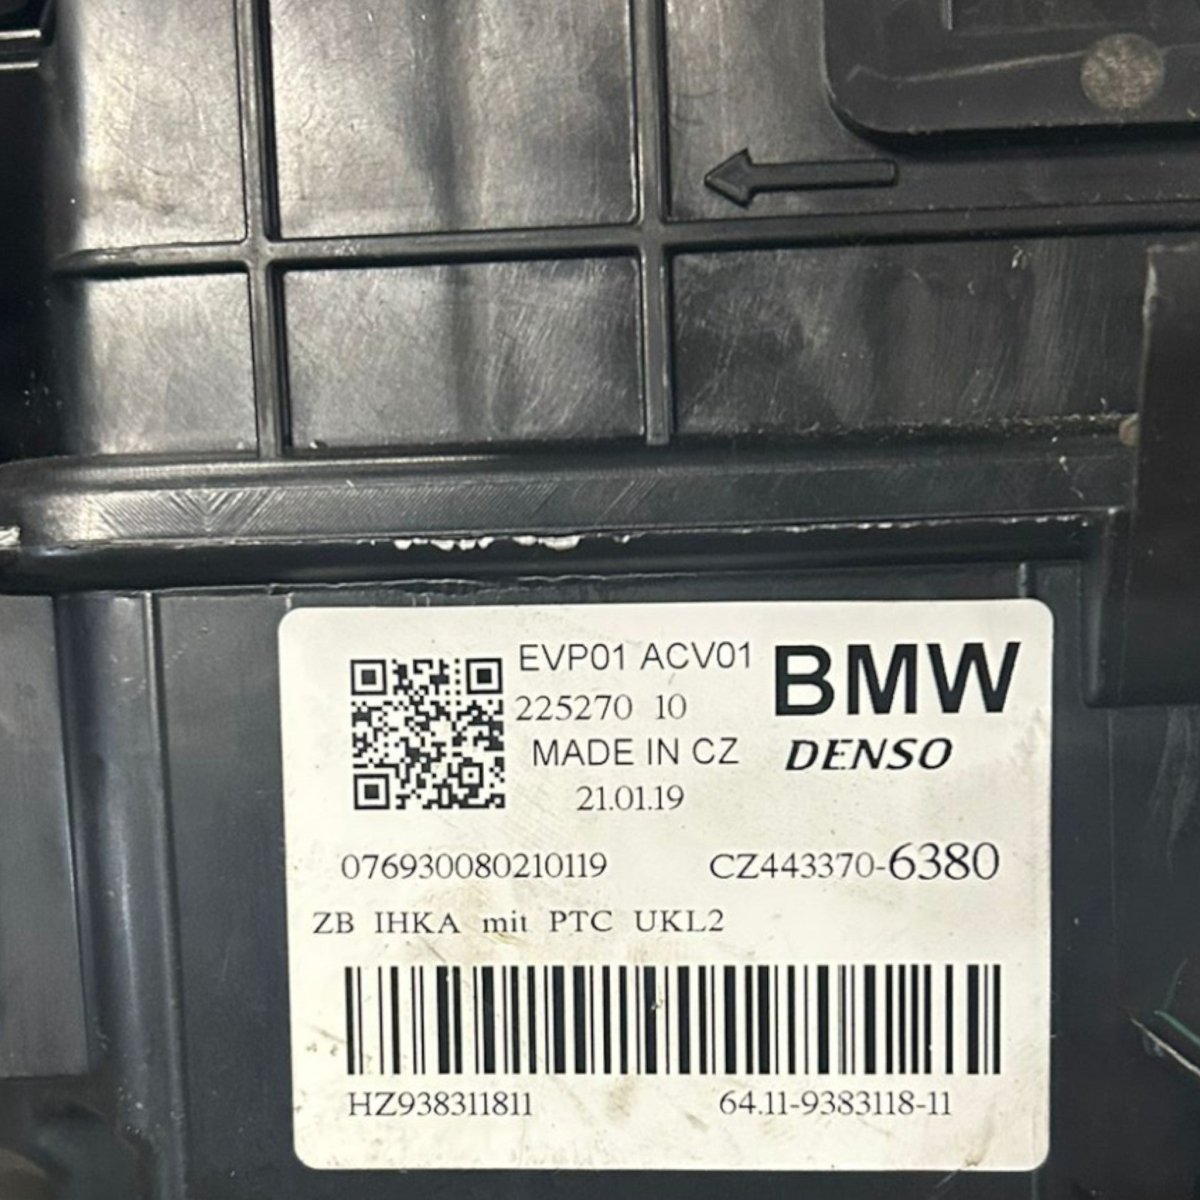 EVP01 ACV01
BMW
225270 10
MADE IN CZ
DENSO
21.01.19
076930080210119
CZ443370-6380
ZB IHKA mit PTC UKL2
HZ938311811
64.11-9383118-11